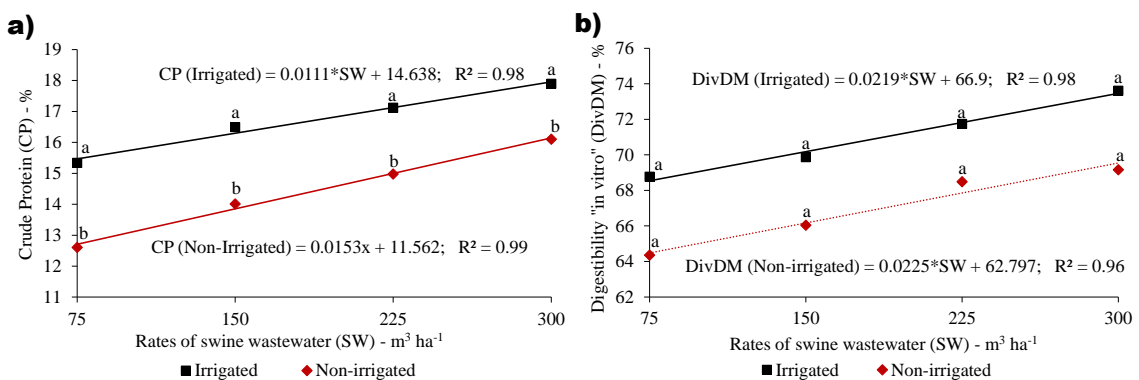 a)
Crude Protein (CP) - %
19
18
17
16
15
14
13
12
11
CP (Irrigated) = 0.0111*SW + 14.638; R² = 0.98
a
a
a
a
b
b
b
b
CP (Non-Irrigated) = 0.0153x + 11.562; R² = 0.99
75
150
225
300
Rates of swine wastewater (SW) - m³ ha⁻¹
Irrigated
Non-irrigated
b)
Digestibility "in vitro" (DivDM) - %
76
74
72
70
68
66
64
62
DivDM (Irrigated) = 0.0219*SW + 66.9; R² = 0.98
a
a
a
a
a
a
a
a
DivDM (Non-irrigated) = 0.0225*SW + 62.797; R² = 0.96
75
150
225
300
Rates of swine wastewater (SW) - m³ ha⁻¹
Irrigated
Non-irrigated